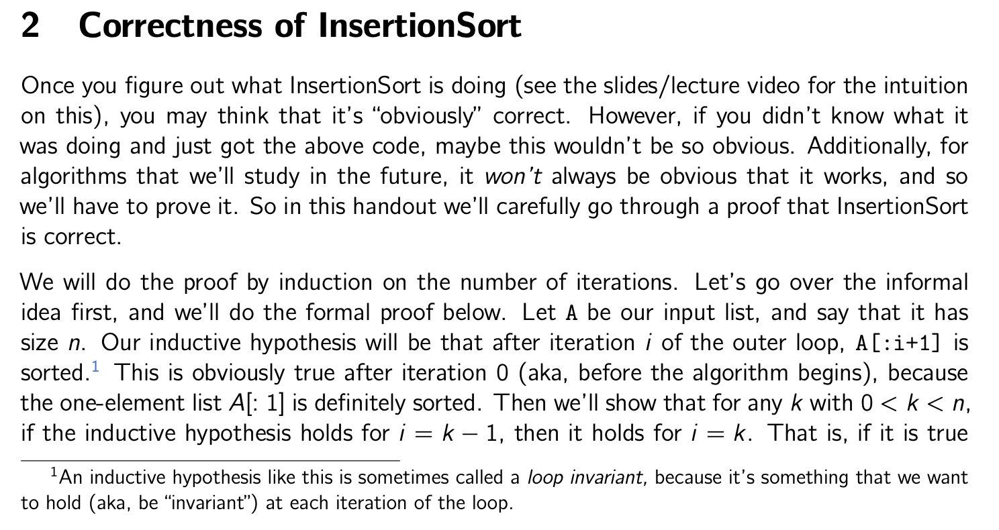 2 Correctness of InsertionSort
Once you figure out what InsertionSort is doing (see the slides/lecture video for the intuition
on this), you may think that it's “obviously” correct. However, if you didn't know what it
was doing and just got the above code, maybe this wouldn't be so obvious. Additionally, for
algorithms that we'll study in the future, it won't always be obvious that it works, and so
we'll have to prove it. So in this handout we'll carefully go through a proof that InsertionSort
is correct.
We will do the proof by induction on the number of iterations. Let's go over the informal
idea first, and we'll do the formal proof below. Let A be our input list, and say that it has
size n. Our inductive hypothesis will be that after iteration i of the outer loop, A[:i+1] is
sorted.1 This is obviously true after iteration 0 (aka, before the algorithm begins), because
the one-element list A[: 1] is definitely sorted. Then we'll show that for any k with 0 < k < n,
if the inductive hypothesis holds for i = k − 1, then it holds for i = k. That is, if it is true
1An inductive hypothesis like this is sometimes called a loop invariant, because it's something that we want
to hold (aka, be “invariant”) at each iteration of the loop.